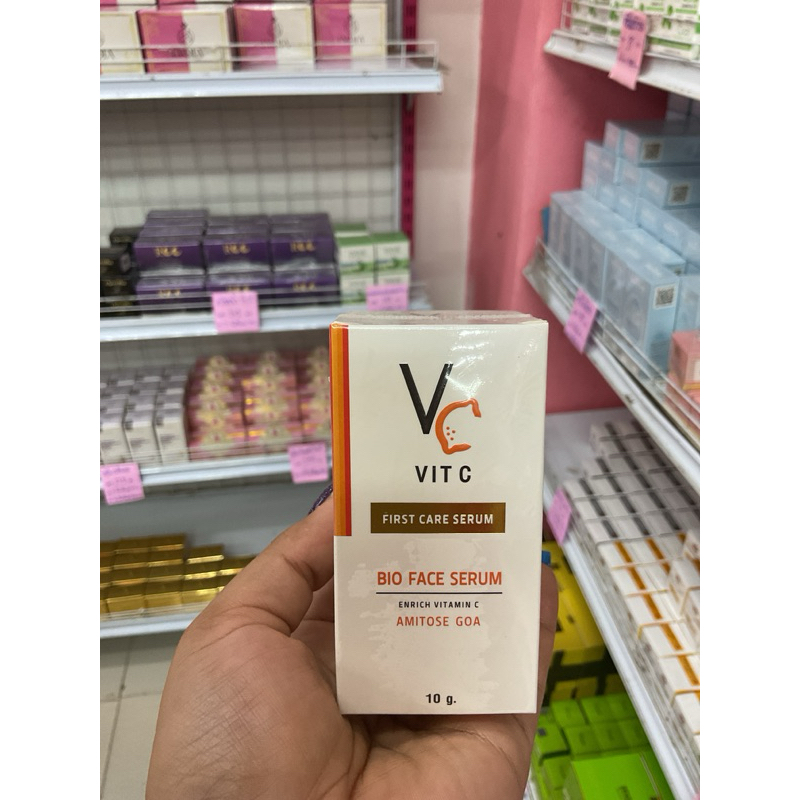 VC
VIT C
FIRST CARE SERUM
BIO FACE SERUM
ENRICH VITAMIN C
AMITOSE GOA
10 g.